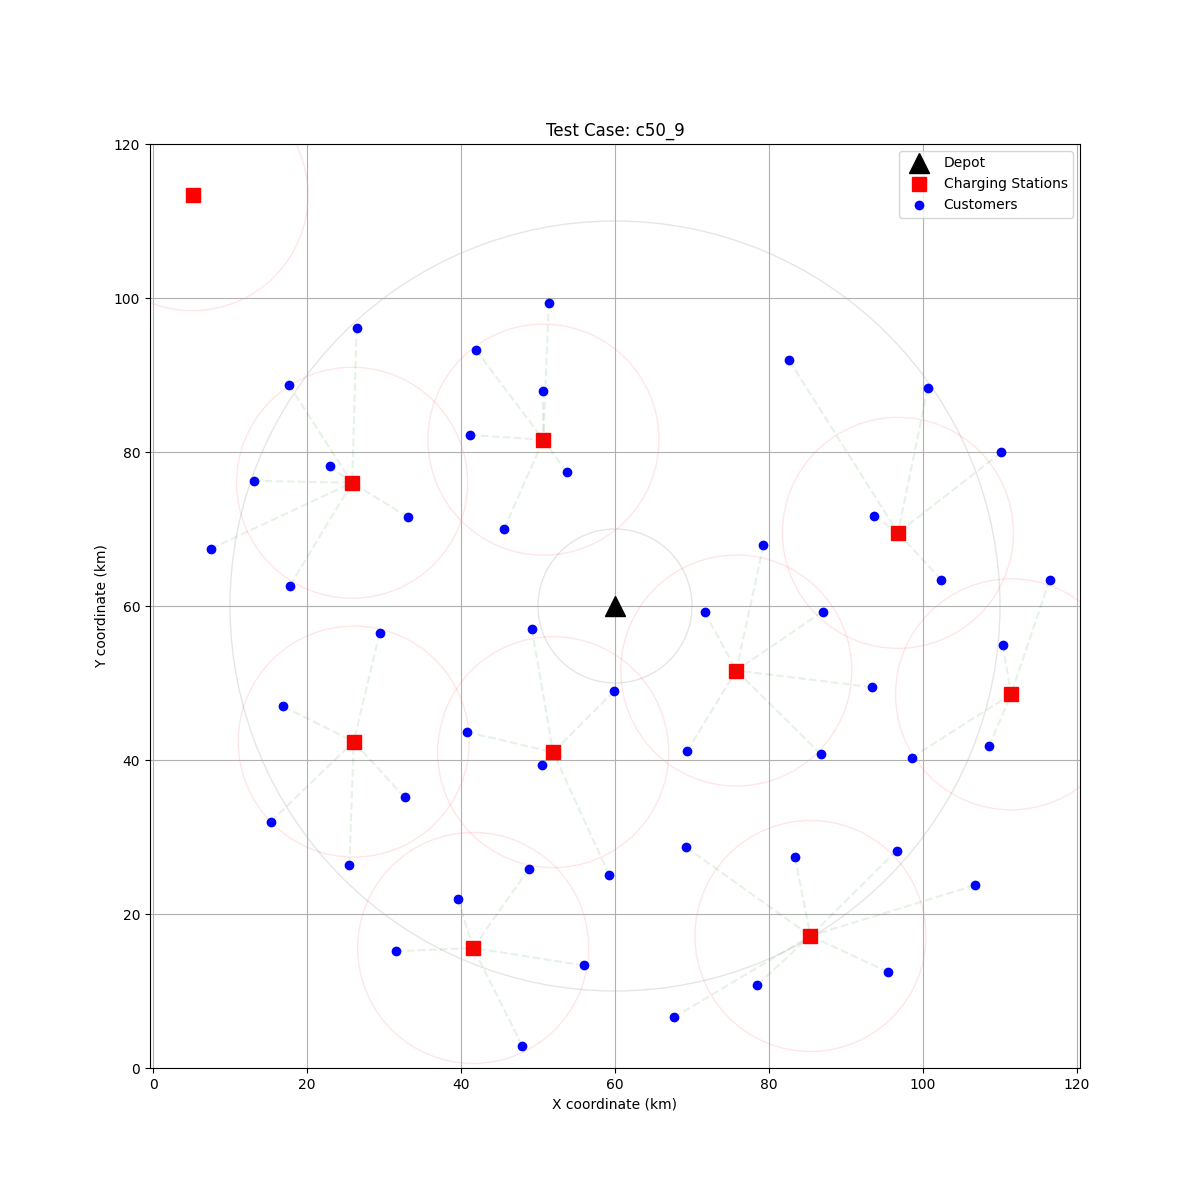 Test Case: c50_9
Depot
Charging Stations
Customers
120
100
80
60
40
20
0
Y coordinate (km)
0 20 40 60 80 100 120
X coordinate (km)